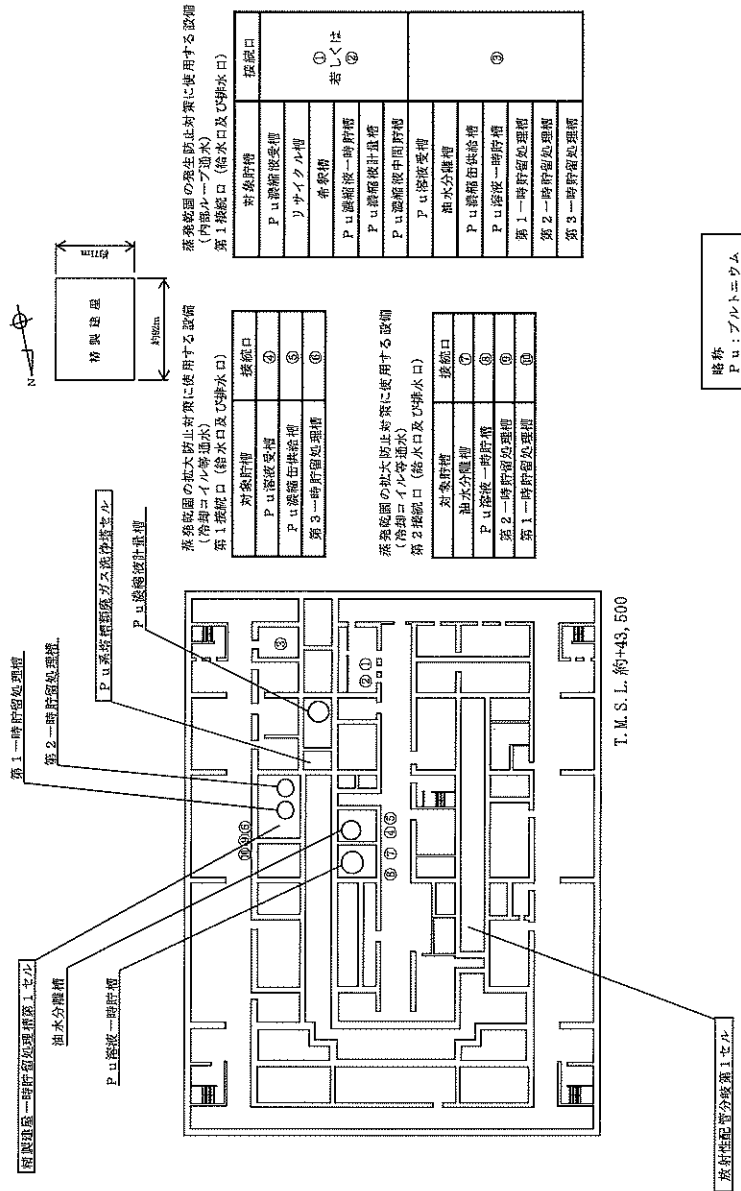 N
精製建屋
約92m
約71m
蒸発乾固の発生防止対策に使用する設備
(内部ループ通水)
第1接続口(給水口及び排水口)
対象貯槽 接続口
Pu濃縮液受槽 ①若しくは②
リサイクル槽
希釈槽
Pu濃縮液一時貯槽
Pu濃縮液計量槽
Pu濃縮液中間貯槽
Pu溶液受槽 ③
油水分離槽
Pu濃縮缶供給槽
Pu溶液一時貯槽
第1一時貯留処理槽
第2一時貯留処理槽
第3一時貯留処理槽
蒸発乾固の拡大防止対策に使用する設備
(冷却コイル等通水)
第1接続口(給水口及び排水口)
対象貯槽 接続口
Pu溶液受槽 ④
Pu濃縮缶供給槽 ⑤
第3一時貯留処理槽 ⑥
蒸発乾固の拡大防止対策に使用する設備
(冷却コイル等通水)
第2接続口(給水口及び排水口)
対象貯槽 接続口
油水分離槽 ⑦
Pu溶液一時貯槽 ⑧
第2一時貯留処理槽 ⑨
第1一時貯留処理槽 ⑩
略称
Pu:プルトニウム
精製建屋一時貯留処理槽第1セル
油水分離槽
Pu溶液一時貯槽
第1一時貯留処理槽
第2一時貯留処理槽
Pu系塔槽類廃ガス洗浄塔セル
Pu濃縮液計量槽
⑩⑨⑥
③
②①
⑧ ⑦ ④⑤
放射性配管分岐第1セル
T.M.S.L.約+43,500